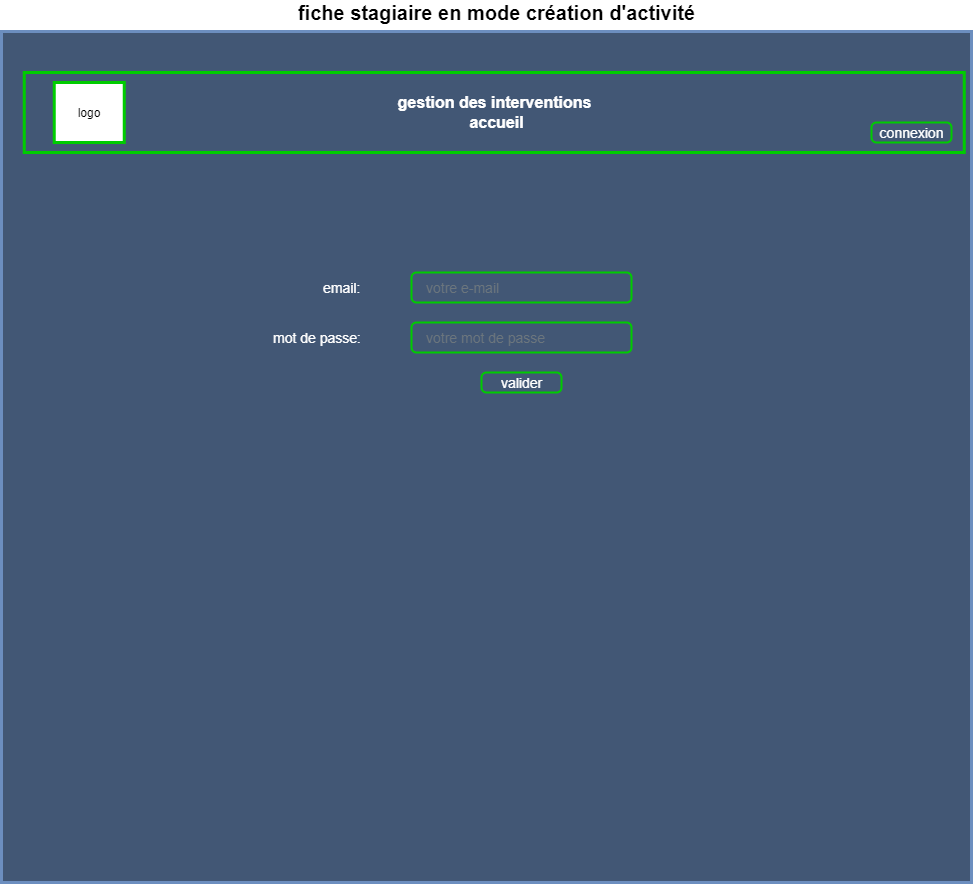 fiche stagiaire en mode création d'activité
logo
gestion des interventions
accueil
connexion
email:
votre e-mail
mot de passe:
votre mot de passe
valider